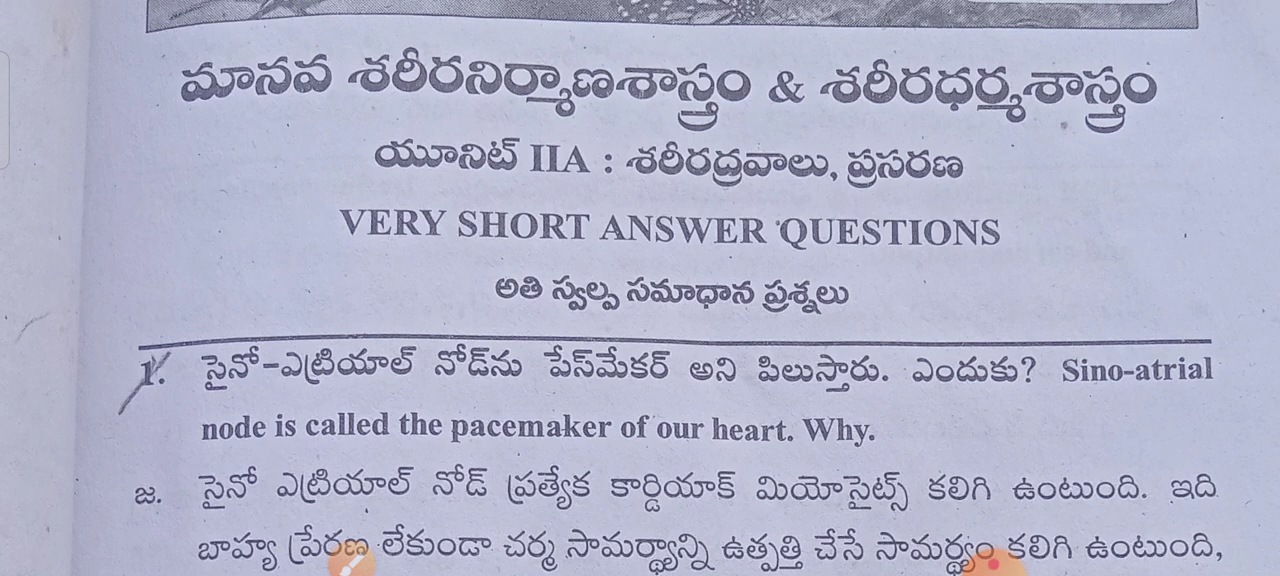 మానవ శరీరనిర్మాణశాస్త్రం & శరీరధర్మశాస్త్రం
యూనిట్ IIA : శరీరద్రవాలు, ప్రసరణ
VERY SHORT ANSWER QUESTIONS
అతి స్వల్ప సమాధాన ప్రశ్నలు
1. సైనో-ఎట్రియాల్ నోడ్‌ను పేస్‌మేకర్ అని పిలుస్తారు. ఎందుకు? Sino-atrial
node is called the pacemaker of our heart. Why.
జ. సైనో ఎట్రియాల్ నోడ్ ప్రత్యేక కార్డియాక్ మియోసైట్స్ కలిగి ఉంటుంది. ఇది
బాహ్య ప్రేరణ లేకుండా చర్మ సామర్థ్యాన్ని ఉత్పత్తి చేసే సామర్థ్యం కలిగి ఉంటుంది,